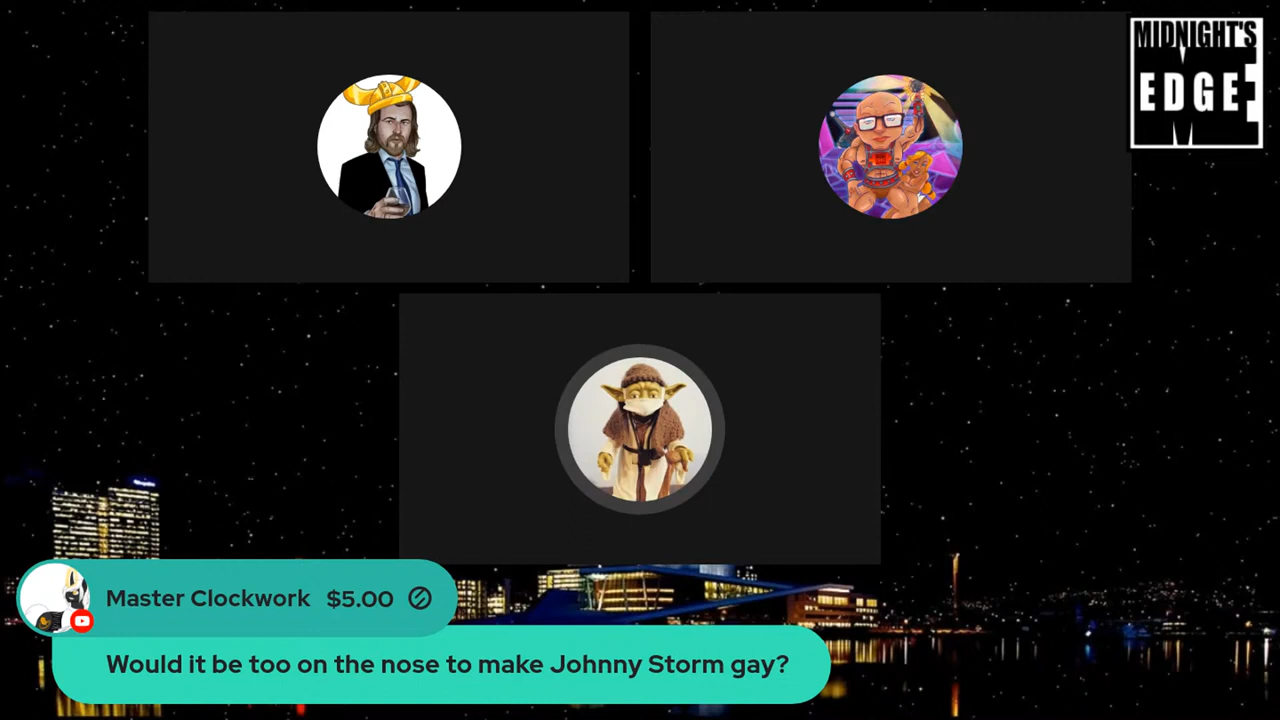 MIDNIGHT'S
EDGE
Master Clockwork $5.00
Would it be too on the nose to make Johnny Storm gay?